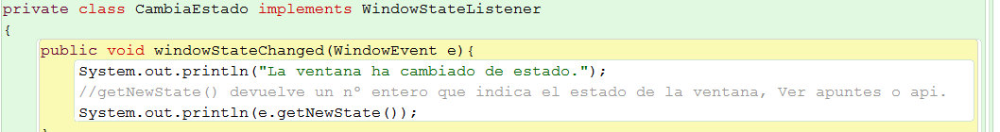 private class CambiaEstado implements WindowStateListener
{
public void windowStateChanged(WindowEvent e){
System.out.println("La ventana ha cambiado de estado.");
//getNewState() devuelve un nº entero que indica el estado de la ventana, Ver apuntes o api.
System.out.println(e.getNewState());